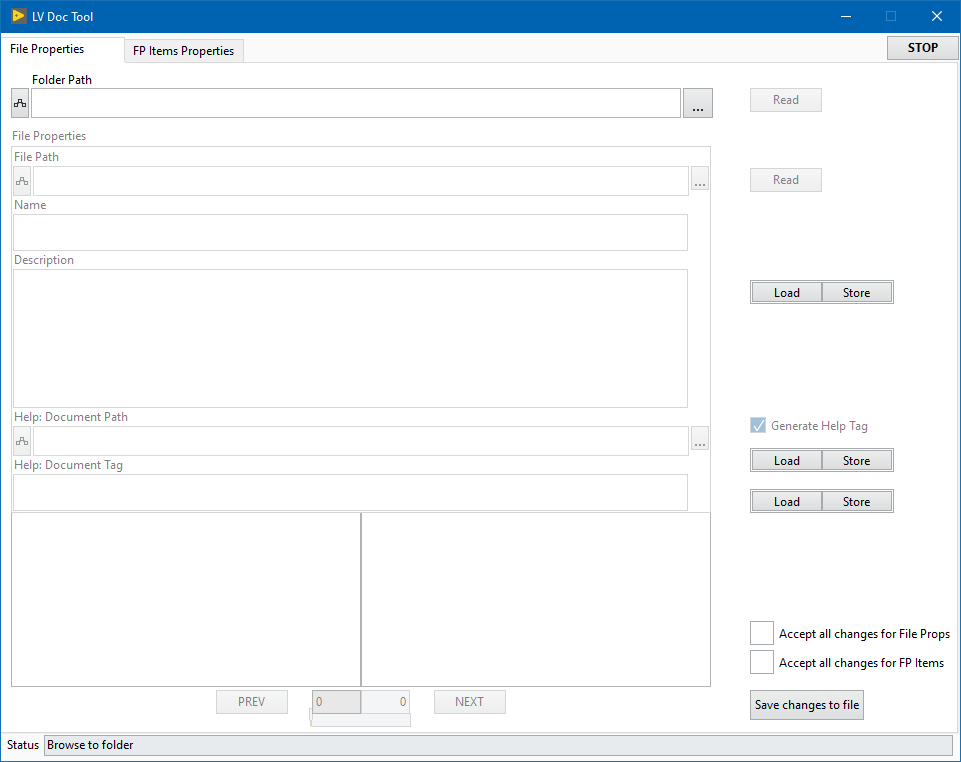 LV Doc Tool
File Properties
FP Items Properties
STOP
Folder Path
...
Read
File Properties
File Path
...
Read
Name
Description
Load
Store
Help: Document Path
...
Generate Help Tag
Help: Document Tag
Load
Store
Load
Store
Accept all changes for File Props
Accept all changes for FP Items
PREV
0
0
NEXT
Save changes to file
Status
Browse to folder